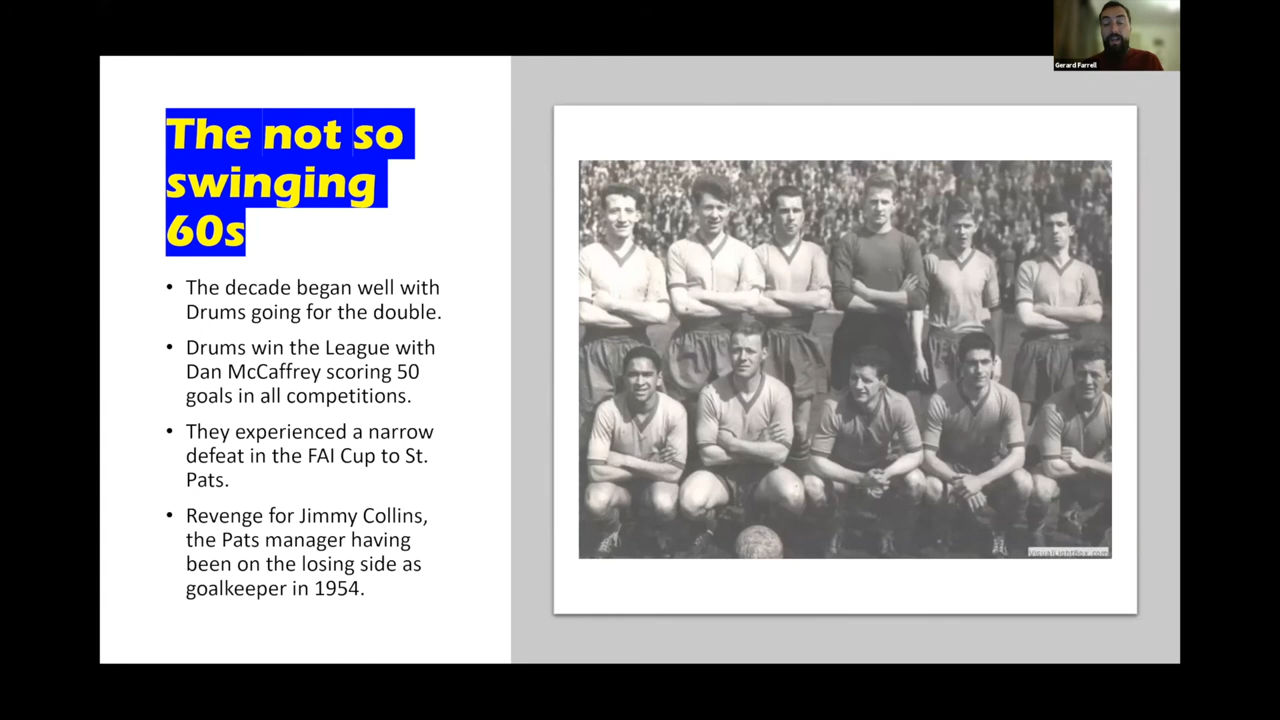 Gerard Farrell
The not so
swinging
60s
• The decade began well with
Drums going for the double.
• Drums win the League with
Dan McCaffrey scoring 50
goals in all competitions.
• They experienced a narrow
defeat in the FAI Cup to St.
Pats.
• Revenge for Jimmy Collins,
the Pats manager having
been on the losing side as
goalkeeper in 1954.
VisualLightBox.com